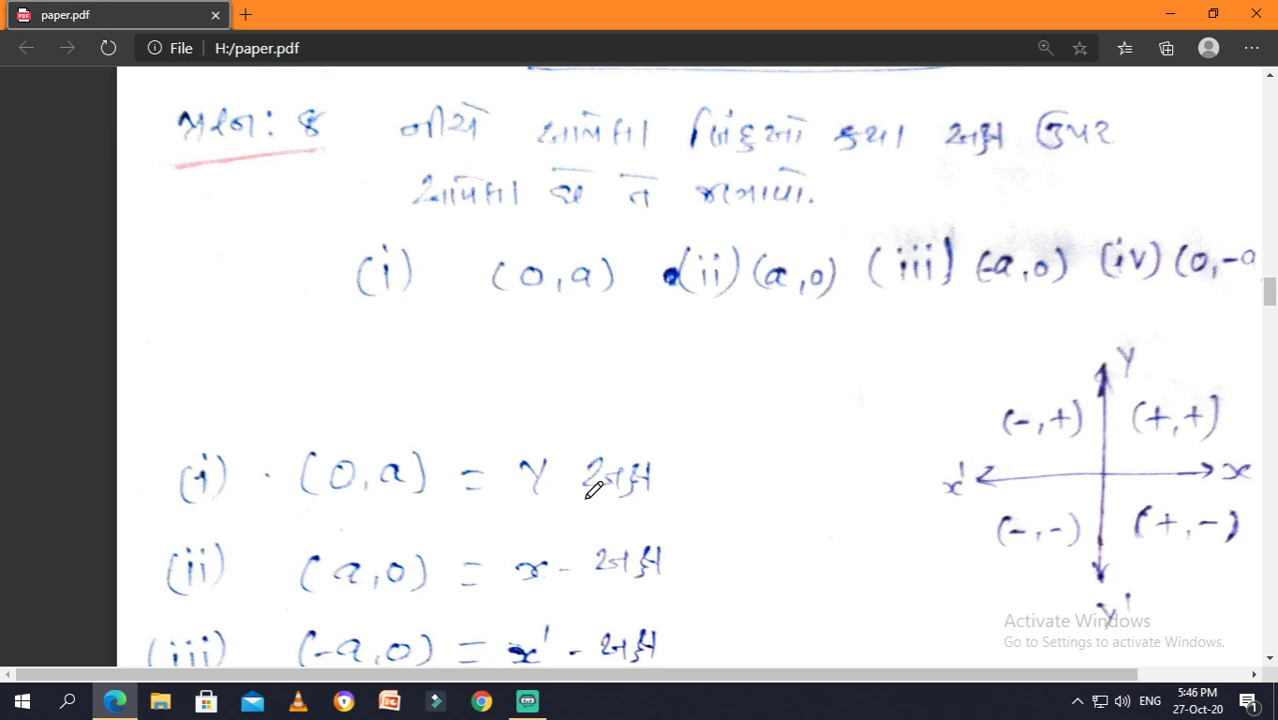 paper.pdf
File H:/paper.pdf
પ્રશ્ન: 8 નીચે આપેલા બિંદુઓ કયા અક્ષ ઉપર
આવેલા છે તે જણાવો.
(i) (0,a) (ii) (a,0) (iii) (-a,0) (iv) (0,-a
Y
(-,+) (+,+)
(i) · (0,a) = Y અક્ષ
x' x
(-,-) (+,-)
(ii) (a,0) = x - અક્ષ
Y'
(iii) (-a,0) = x' - અક્ષ
Activate Windows
Go to Settings to activate Windows.
ENG
5:46 PM
27-Oct-20